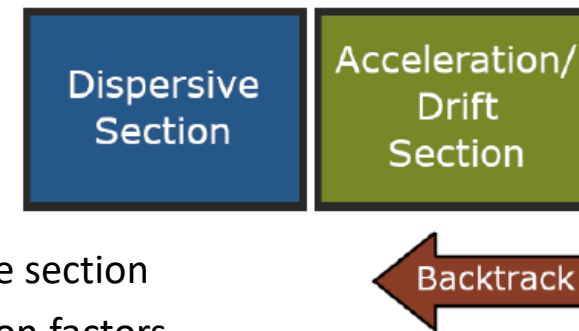 Dispersive
Section
Acceleration/
Drift
Section
e section
Backtrack
on factors